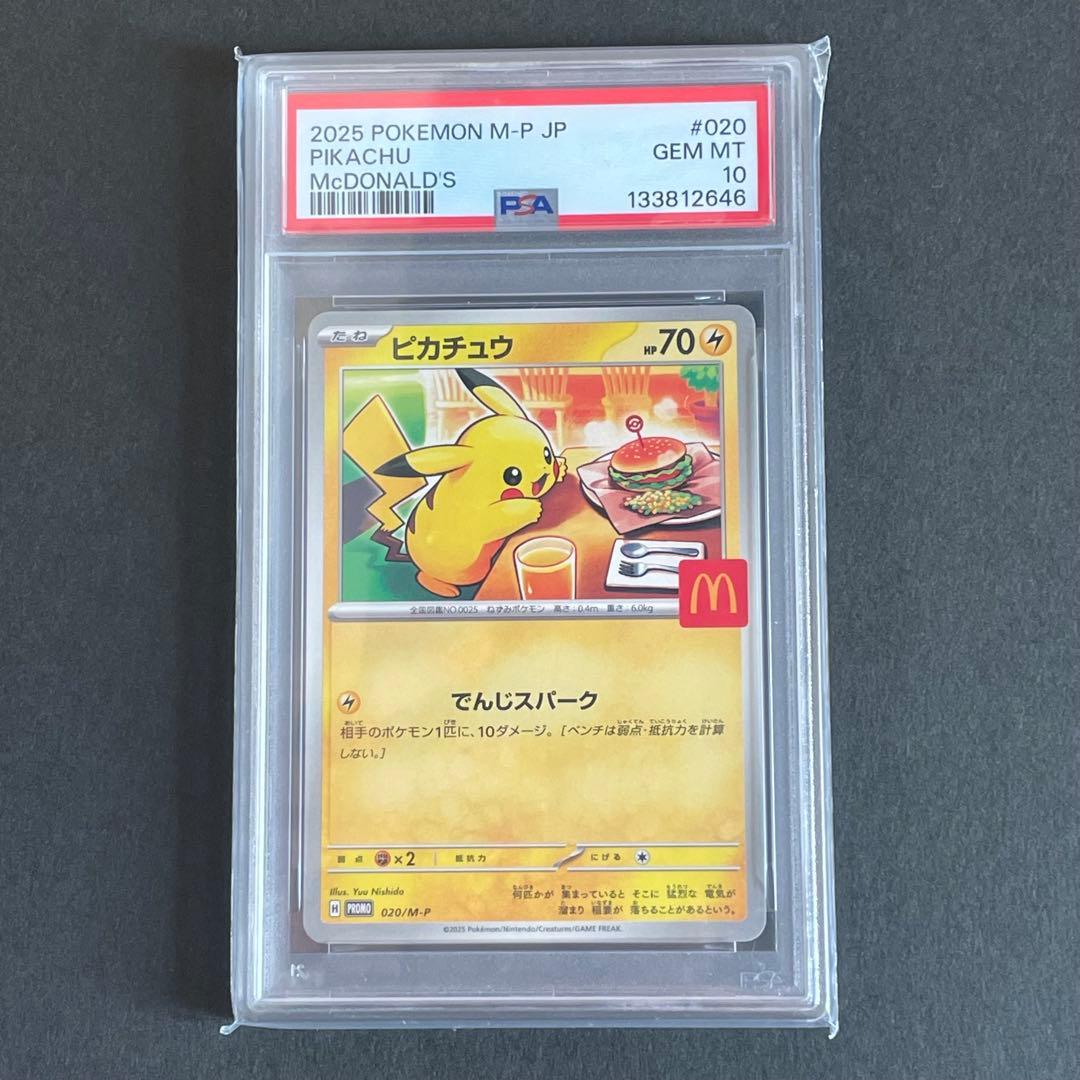 2025 POKEMON M-P JP #020
PIKACHU GEM MT
McDONALD'S 10
PSA 133812646
たね ピカチュウ HP 70
全国図鑑NO.0025 ねずみポケモン 高さ:0.4m 重さ:6.0kg
M
でんじスパーク
相手のポケモン1匹に、10ダメージ。[ベンチは弱点・抵抗力を計算
しない。]
弱点 ×2 抵抗力 にげる
Illus. Yuu Nishido
何匹かが 集まっていると そこに 猛烈な 電気が
溜まり 稲妻が 落ちることがあるという。
H PROMO 020/M-P
©2025 Pokémon/Nintendo/Creatures/GAME FREAK.
PSA